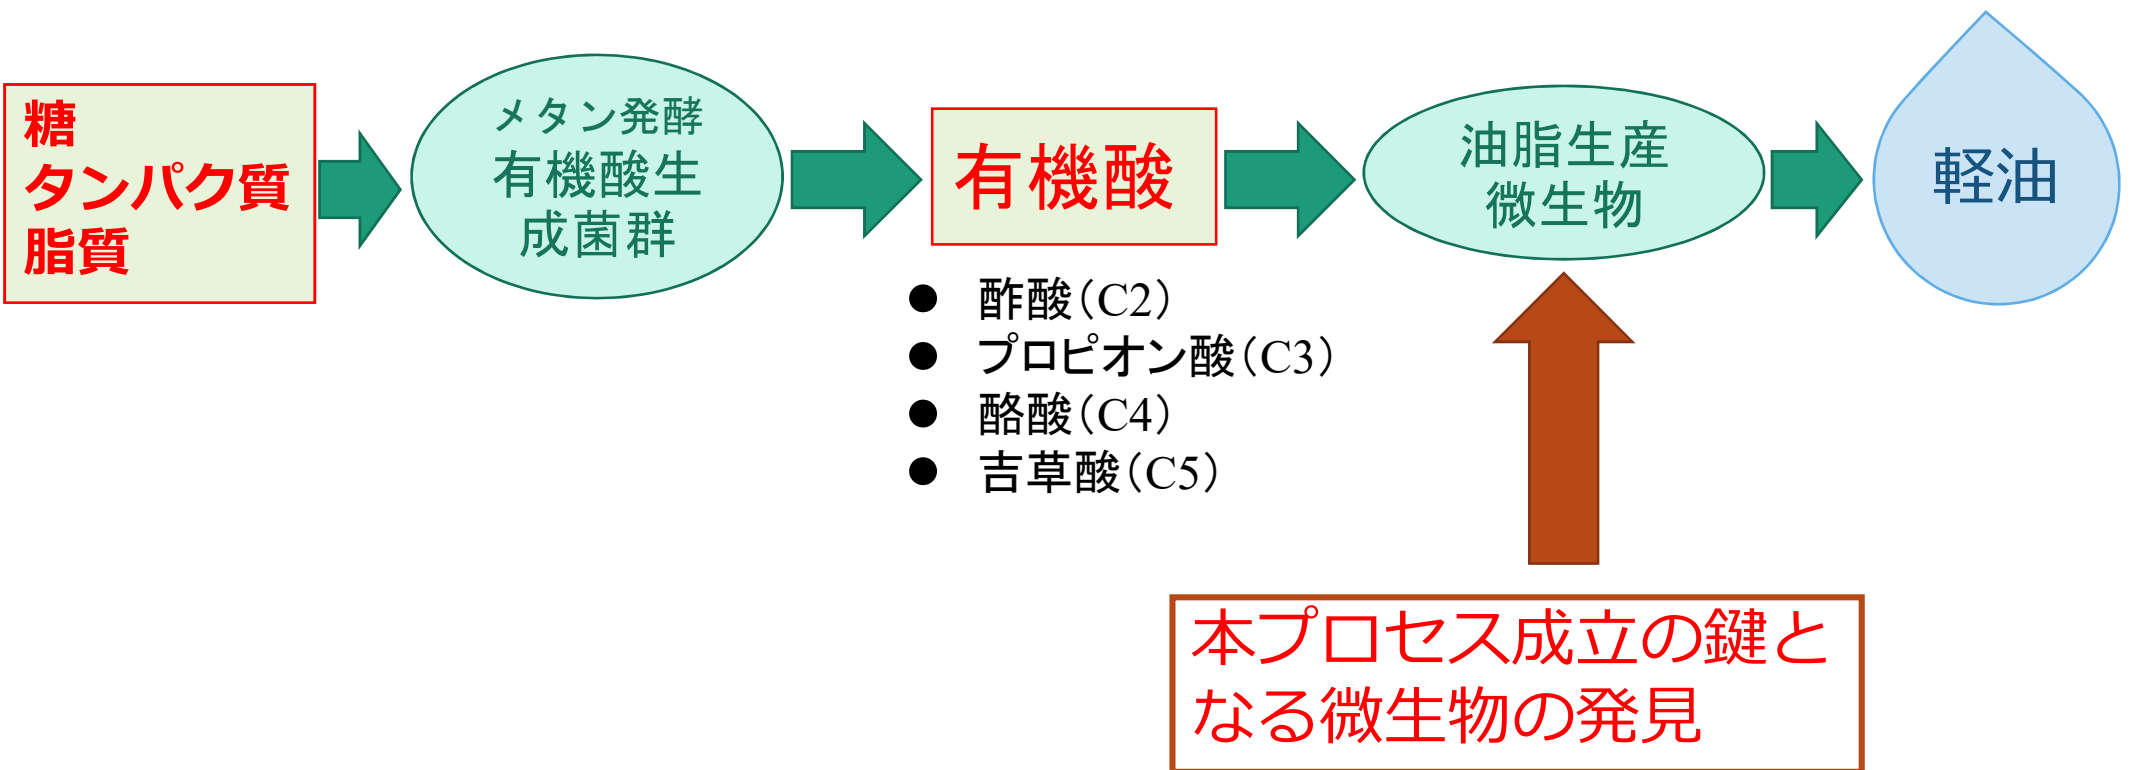 糖
タンパク質
脂質
メタン発酵
有機酸生
成菌群
有機酸
● 酢酸（C2）
● プロピオン酸（C3）
● 酪酸（C4）
● 吉草酸（C5）
油脂生産
微生物
軽油
本プロセス成立の鍵と
なる微生物の発見